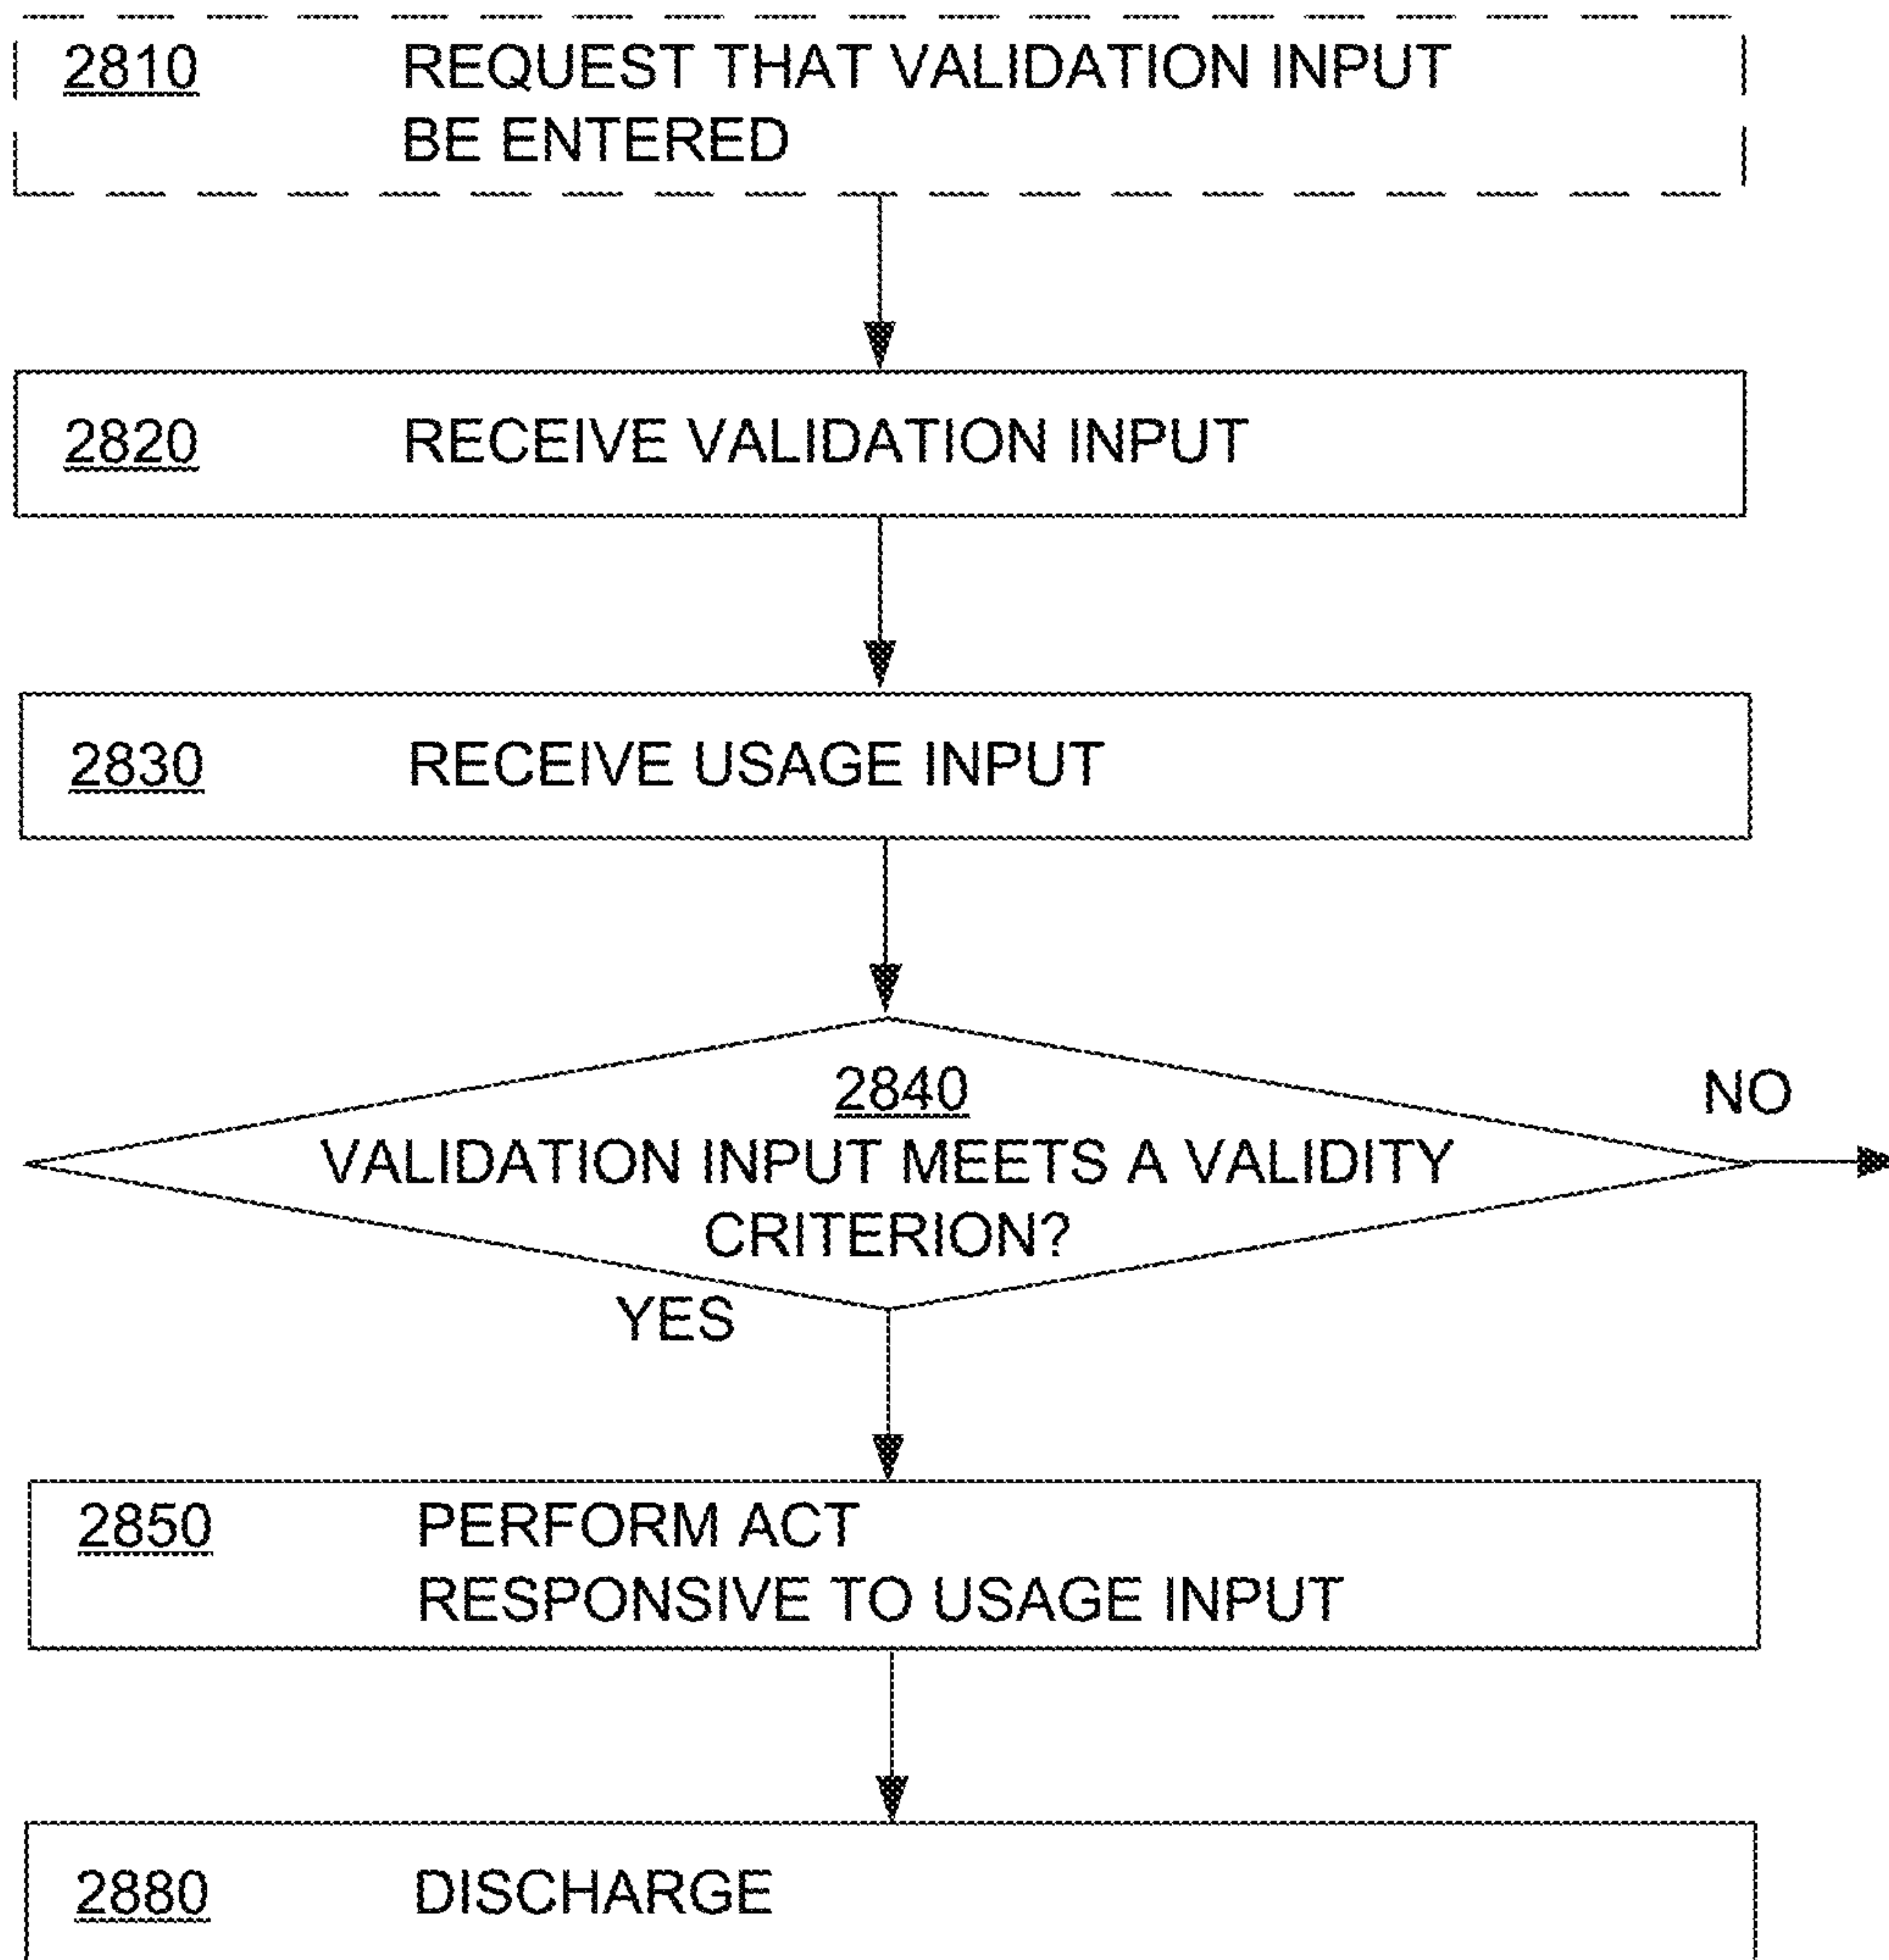 2810 REQUEST THAT VALIDATION INPUT
BE ENTERED
2820 RECEIVE VALIDATION INPUT
2830 RECEIVE USAGE INPUT
2840
NO
VALIDATION INPUT MEETS A VALIDITY
CRITERION?
YES
2850 PERFORM ACT
RESPONSIVE TO USAGE INPUT
2880 DISCHARGE